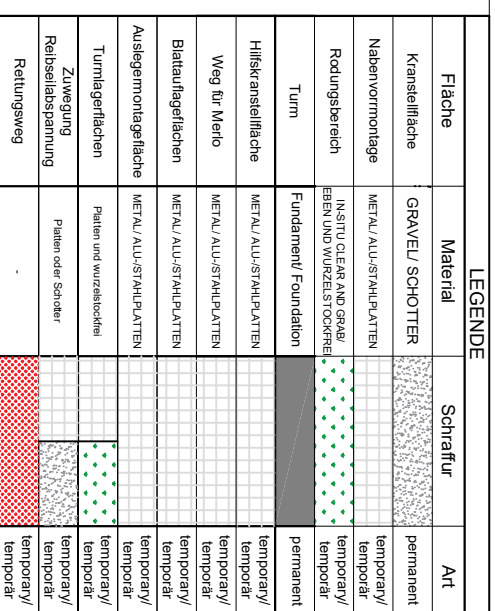 LEGENDE
Fläche Material Schraffur Art
Kranstellfläche GRAVEL/ SCHOTTER permanent
Nabenvorrmontage METAL/ ALU-/STAHLPLATTEN temporary/
temporär
Rodungsbereich IN-SITU CLEAR AND GRAB/
EBEN UND WURZELSTOCKFREI temporary/
temporär
Turm Fundament/ Foundation permanent
Hilfskranstellfläche METAL/ ALU-/STAHLPLATTEN temporary/
temporär
Weg für Merlo METAL/ ALU-/STAHLPLATTEN temporary/
temporär
Blattauflageflächen METAL/ ALU-/STAHLPLATTEN temporary/
temporär
Auslegermontagefläche METAL/ ALU-/STAHLPLATTEN temporary/
temporär
Turmlagerflächen Platten und wurzelstockfrei temporary/
temporär
Zuwegung
Reibseilabspannung Platten oder Schotter temporary/
temporär
Rettungsweg - temporary/
temporär